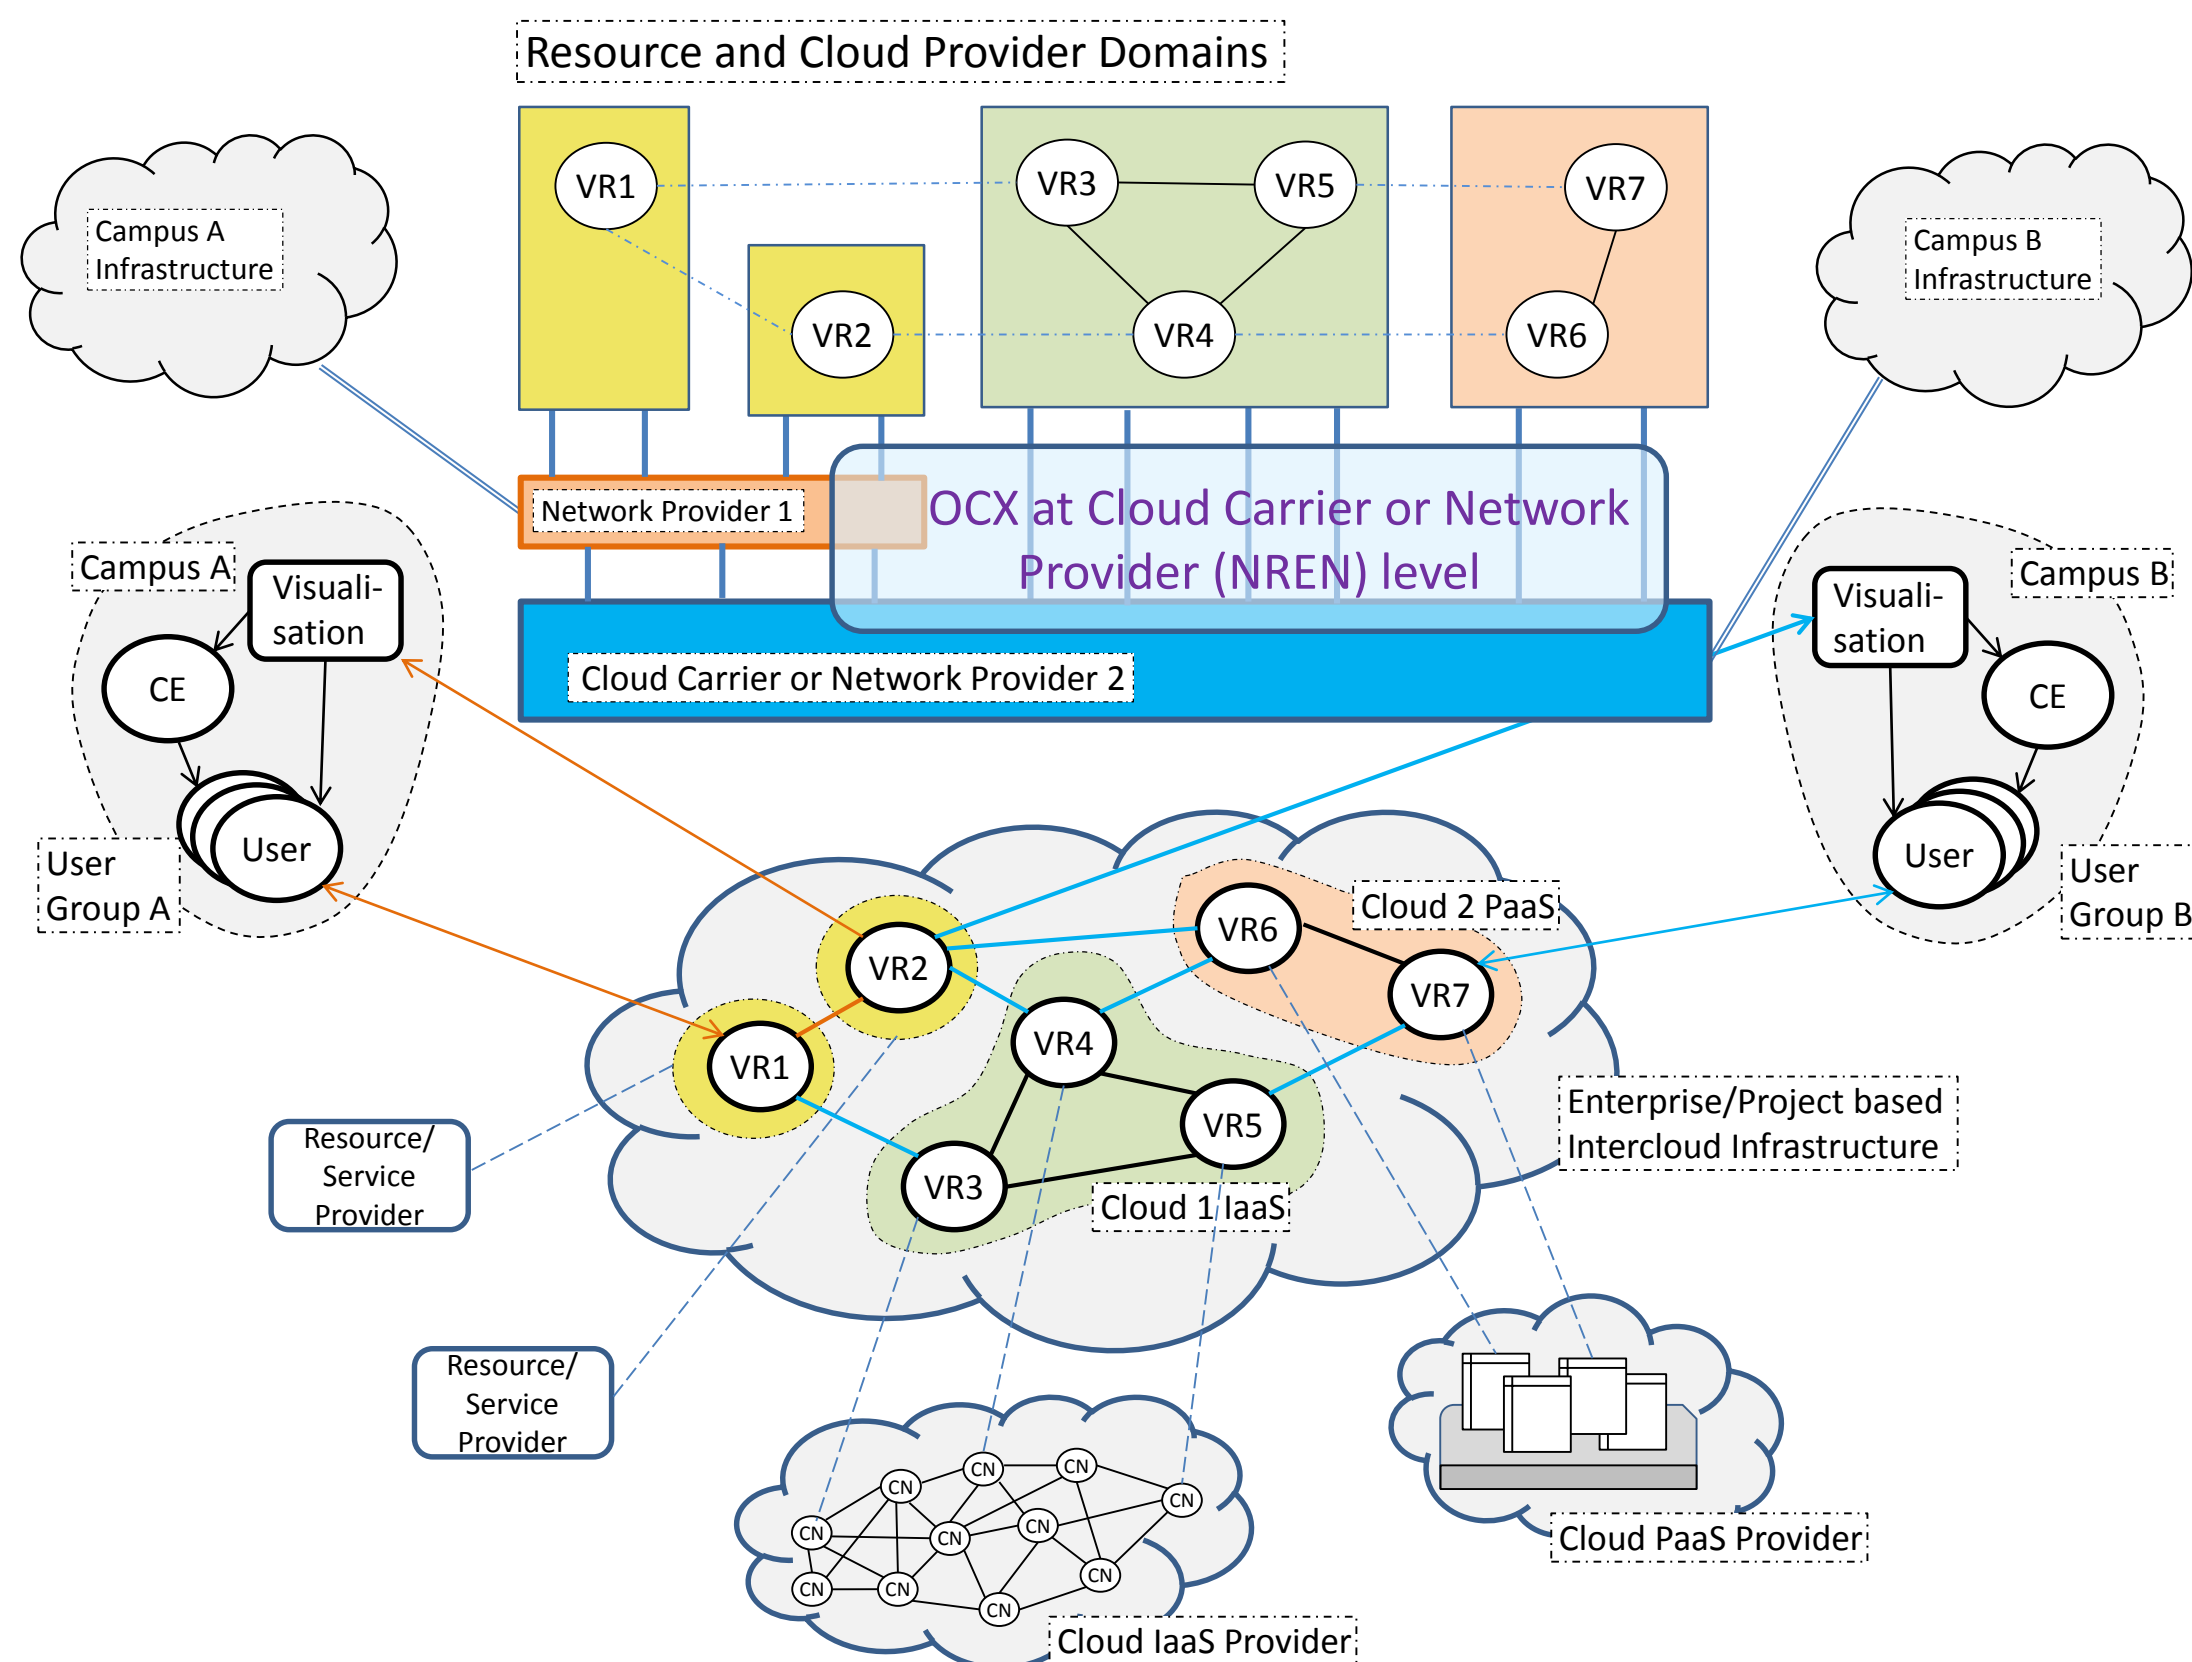 Resource and Cloud Provider Domains
VR1
VR3
VR5
VR7
VR2
VR4
VR6
Campus A
Infrastructure
Campus B
Infrastructure
Network Provider 1
OCX at Cloud Carrier or Network
Provider (NREN) level
Cloud Carrier or Network Provider 2
Campus A
Visuali-
sation
CE
User
User
Group A
Campus B
Visuali-
sation
CE
User
User
Group B
VR6
Cloud 2 PaaS
VR2
VR7
VR4
VR1
VR5
VR3
Cloud 1 IaaS
Enterprise/Project based
Intercloud Infrastructure
Resource/
Service
Provider
Resource/
Service
Provider
CN
CN
CN
CN
CN
CN
CN
CN
CN
CN
CN
Cloud PaaS Provider
Cloud IaaS Provider